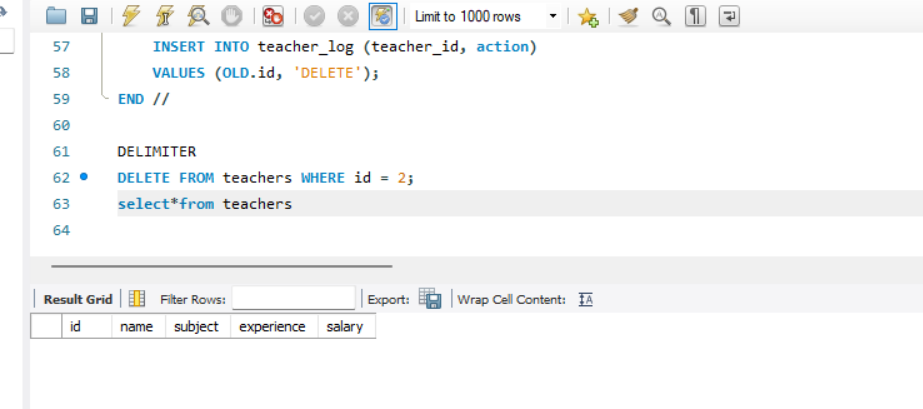 Limit to 1000 rows
57 INSERT INTO teacher_log (teacher_id, action)
58 VALUES (OLD.id, 'DELETE');
59 END //
60
61 DELIMITER
62 DELETE FROM teachers WHERE id = 2;
63 select*from teachers
64
Result Grid Filter Rows: Export: Wrap Cell Content:
id name subject experience salary